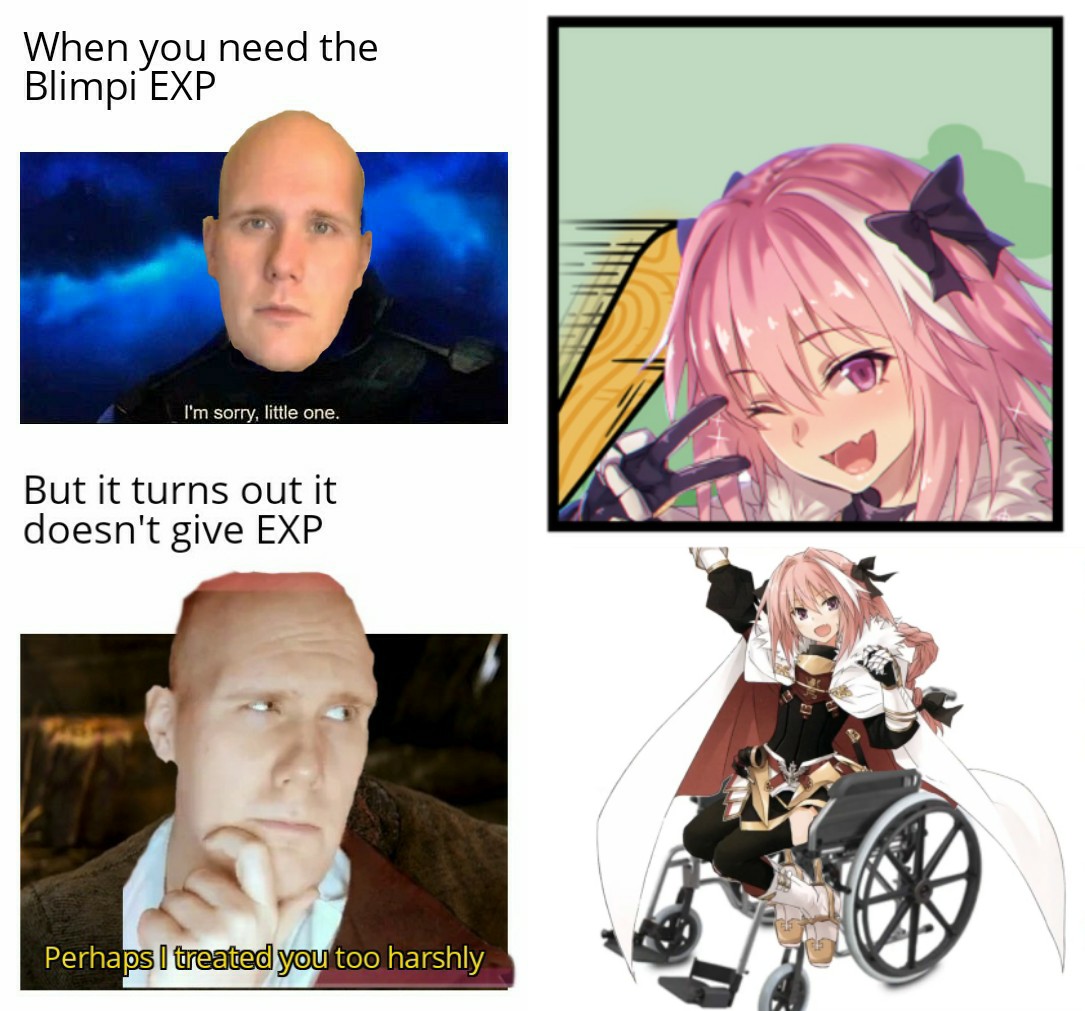 When you need the
Blimpi EXP
I'm sorry, little one.
But it turns out it
doesn't give EXP
Perhaps I treated you too harshly